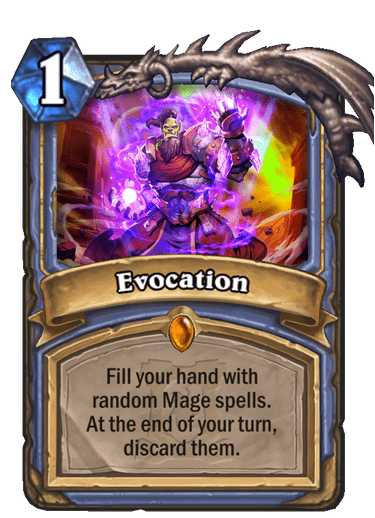 1
Evocation
Fill your hand with
random Mage spells.
At the end of your turn,
discard them.